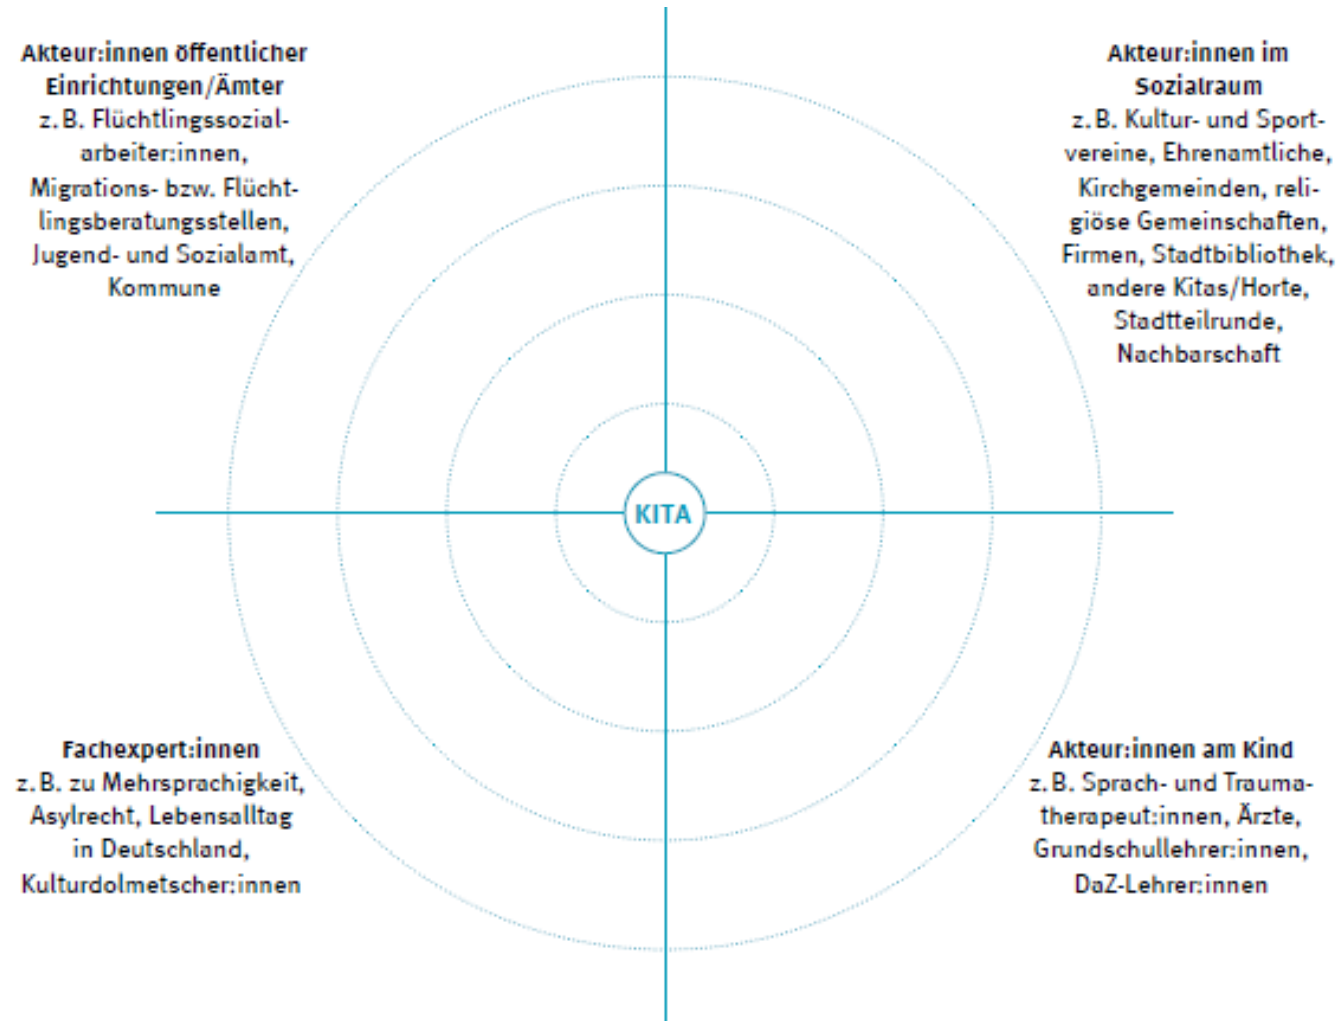 Akteur:innen öffentlicher
Einrichtungen/Ämter
z. B. Flüchtlingssozial-
arbeiter:innen,
Migrations- bzw. Flücht-
lingsberatungsstellen,
Jugend- und Sozialamt,
Kommune
Akteur:innen im
Sozialraum
z. B. Kultur- und Sport-
vereine, Ehrenamtliche,
Kirchgemeinden, reli-
giöse Gemeinschaften,
Firmen, Stadtbibliothek,
andere Kitas/Horte,
Stadtteilrunde,
Nachbarschaft
KITA
Fachexpert:innen
z. B. zu Mehrsprachigkeit,
Asylrecht, Lebensalltag
in Deutschland,
Kulturdolmetscher:innen
Akteur:innen am Kind
z. B. Sprach- und Trauma-
therapeut:innen, Ärzte,
Grundschullehrer:innen,
DaZ-Lehrer:innen